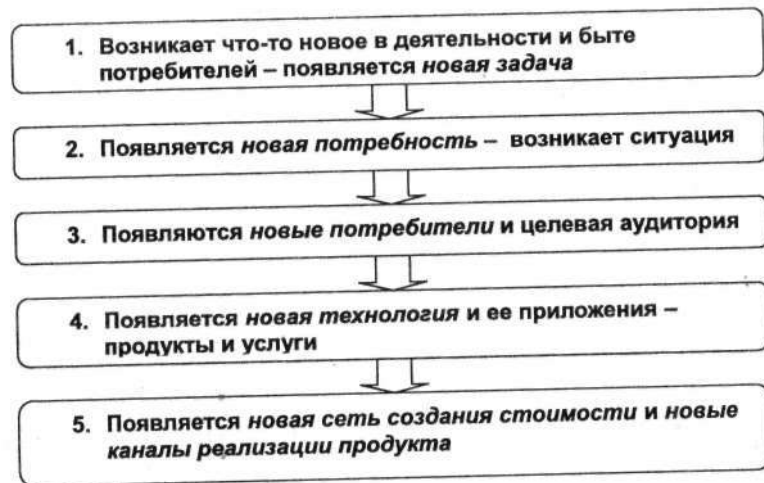 1. Возникает что-то новое в деятельности и быте
потребителей – появляется новая задача
2. Появляется новая потребность – возникает ситуация
3. Появляются новые потребители и целевая аудитория
4. Появляется новая технология и ее приложения –
продукты и услуги
5. Появляется новая сеть создания стоимости и новые
каналы реализации продукта